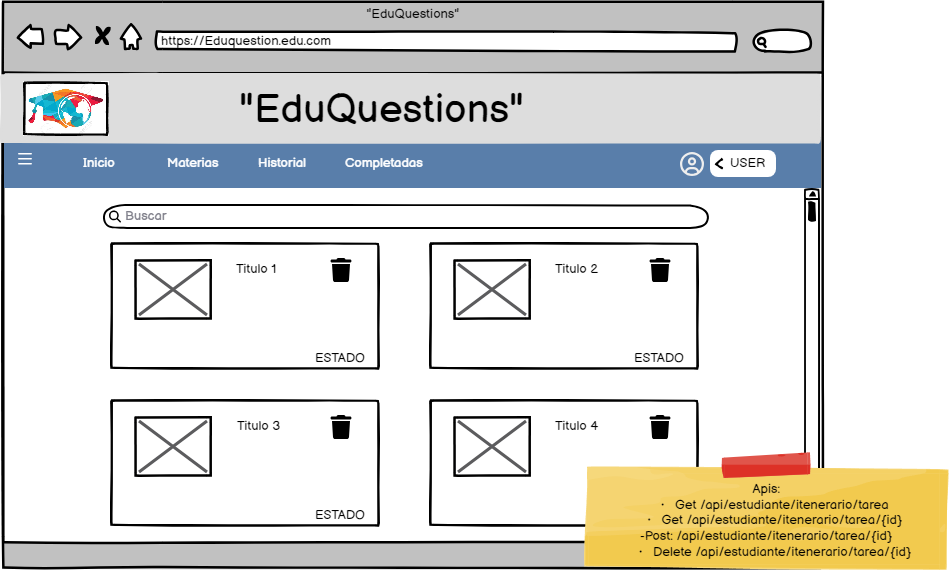 "EduQuestions"
https://Eduquestion.edu.com
"EduQuestions"
Inicio Materias Historial Completadas USER
Buscar
Titulo 1
ESTADO
Titulo 2
ESTADO
Titulo 3
ESTADO
Titulo 4
Apis:
· Get /api/estudiante/itenerario/tarea
· Get /api/estudiante/itenerario/tarea/{id}
-Post: /api/estudiante/itenerario/tarea/{id}
· Delete /api/estudiante/itenerario/tarea/{id}